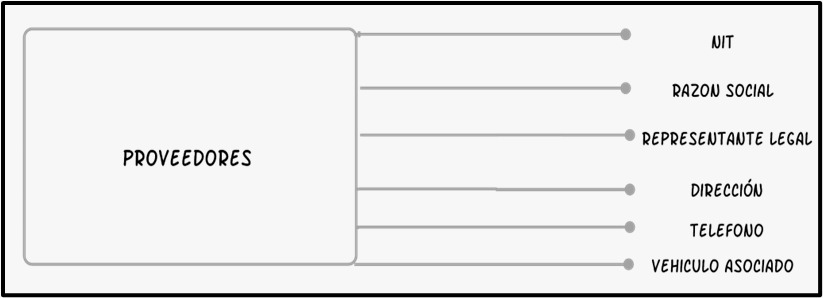 PROVEEDORES
NIT
RAZON SOCIAL
REPRESENTANTE LEGAL
DIRECCIÓN
TELEFONO
VEHICULO ASOCIADO